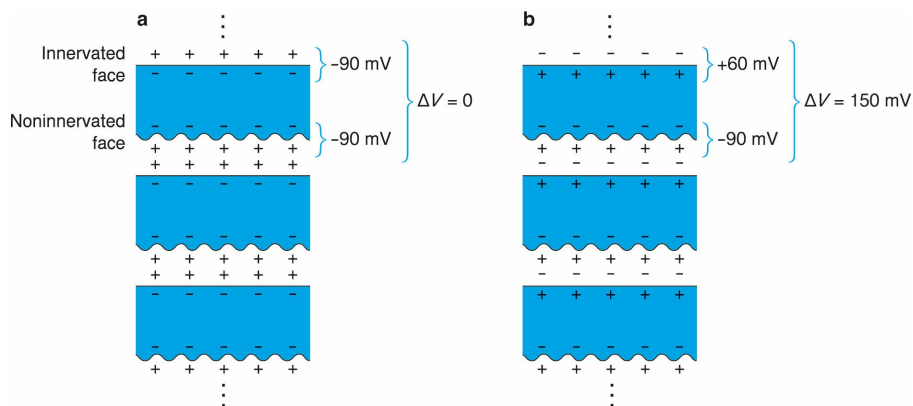 a
Innervated
face
–90 mV
ΔV = 0
Noninnervated
face
–90 mV
+ + + + +
– – – – –
– – – – –
+ + + + +
+ + + + +
– – – – –
– – – – –
+ + + + +
+ + + + +
– – – – –
– – – – –
+ + + + +
b
+60 mV
ΔV = 150 mV
–90 mV
– – – – –
+ + + + +
– – – – –
+ + + + +
– – – – –
+ + + + +
– – – – –
+ + + + +
– – – – –
+ + + + +
– – – – –
+ + + + +